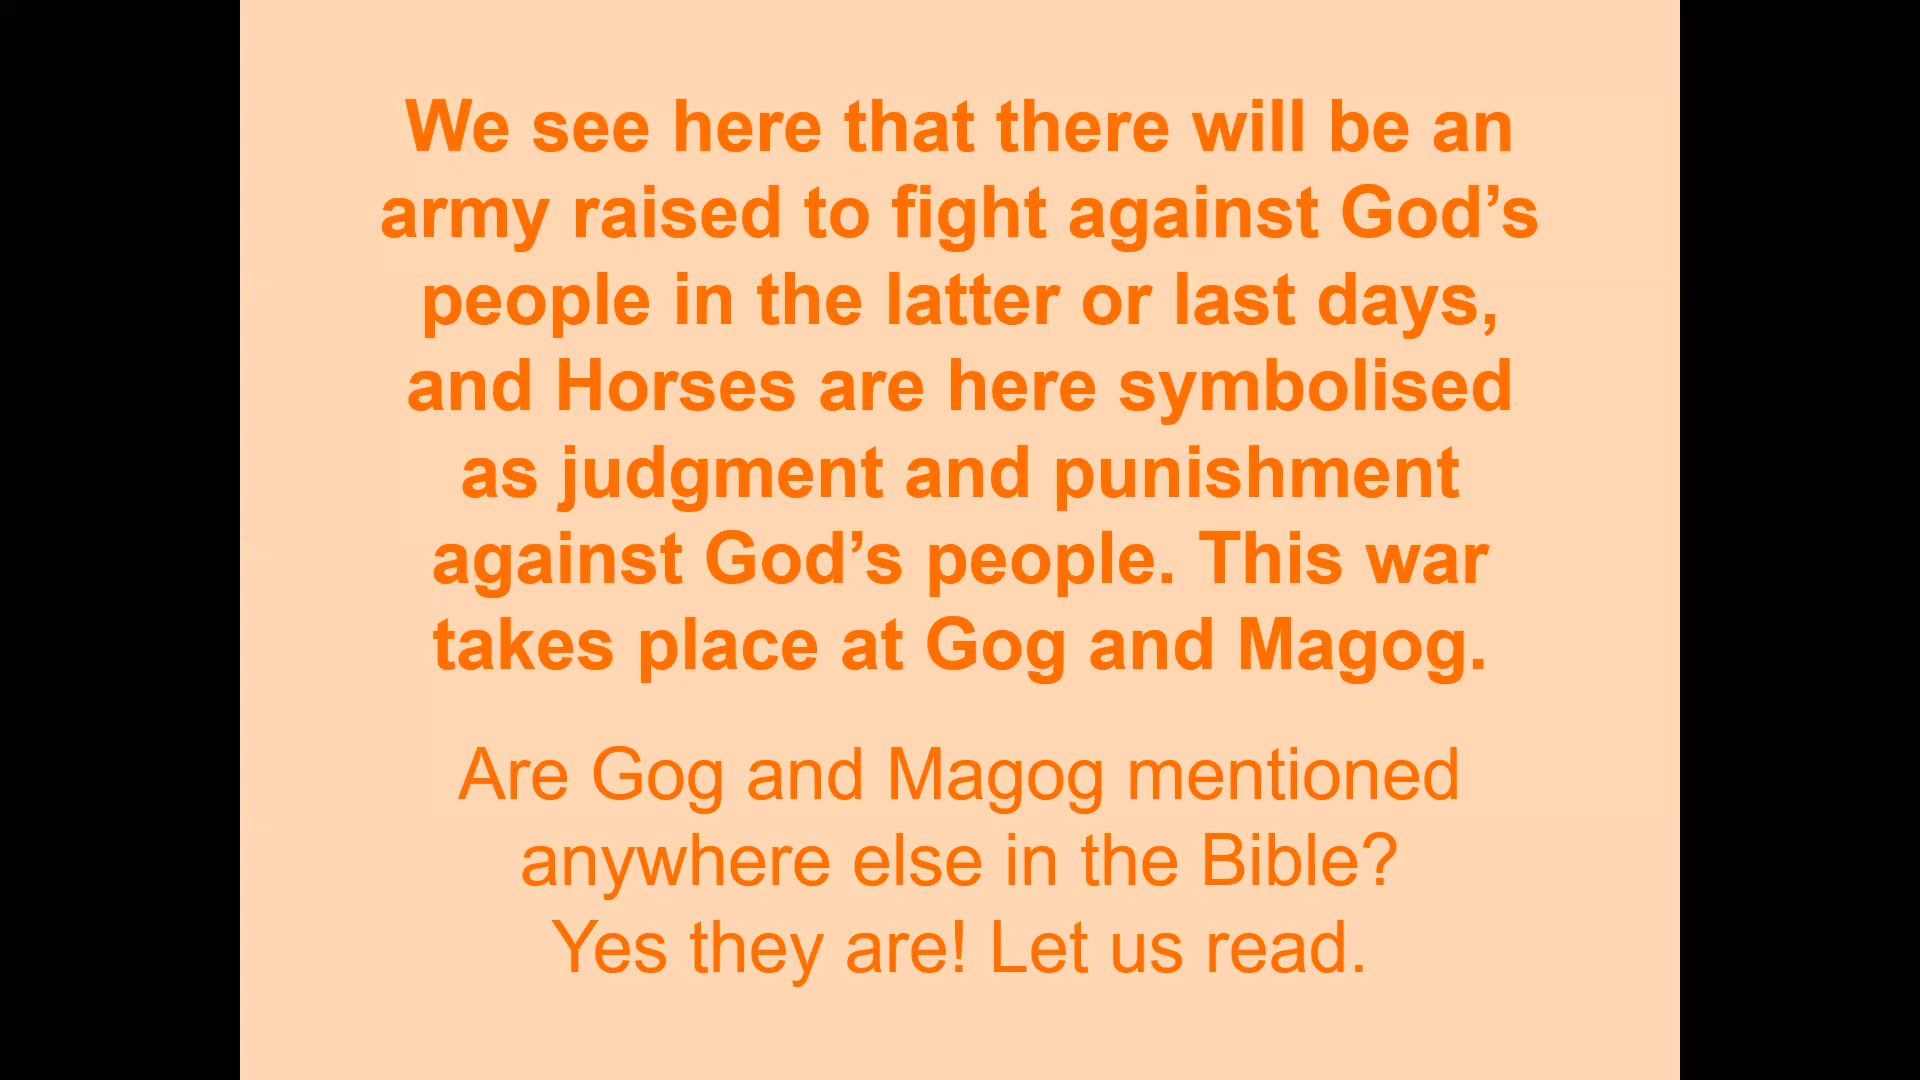 We see here that there will be an
army raised to fight against God’s
people in the latter or last days,
and Horses are here symbolised
as judgment and punishment
against God’s people. This war
takes place at Gog and Magog.
Are Gog and Magog mentioned
anywhere else in the Bible?
Yes they are! Let us read.